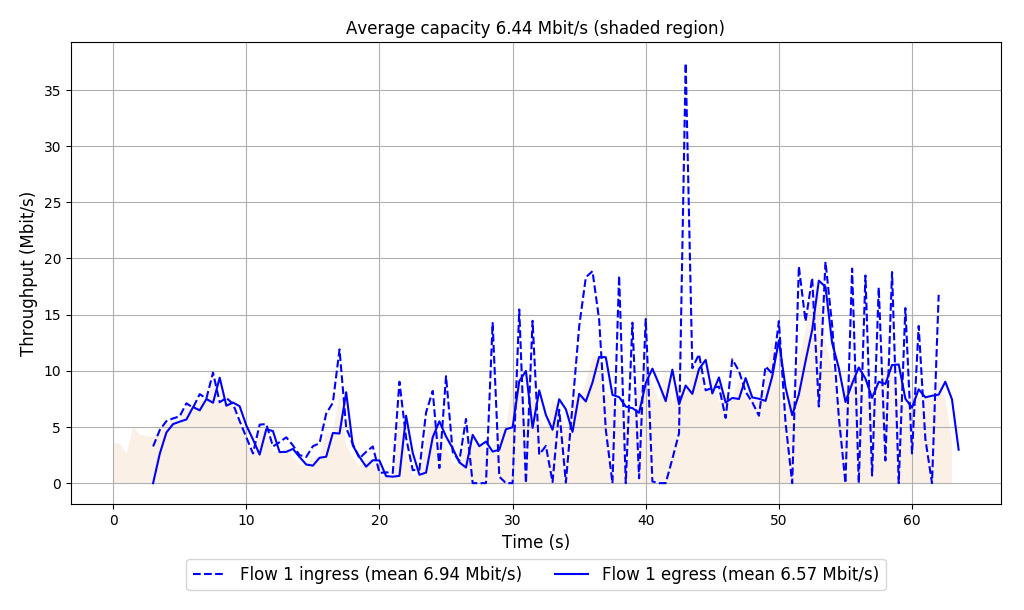 Average capacity 6.44 Mbit/s (shaded region)
Throughput (Mbit/s)
35
30
25
20
15
10
5
0
0 10 20 30 40 50 60
Time (s)
Flow 1 ingress (mean 6.94 Mbit/s) Flow 1 egress (mean 6.57 Mbit/s)